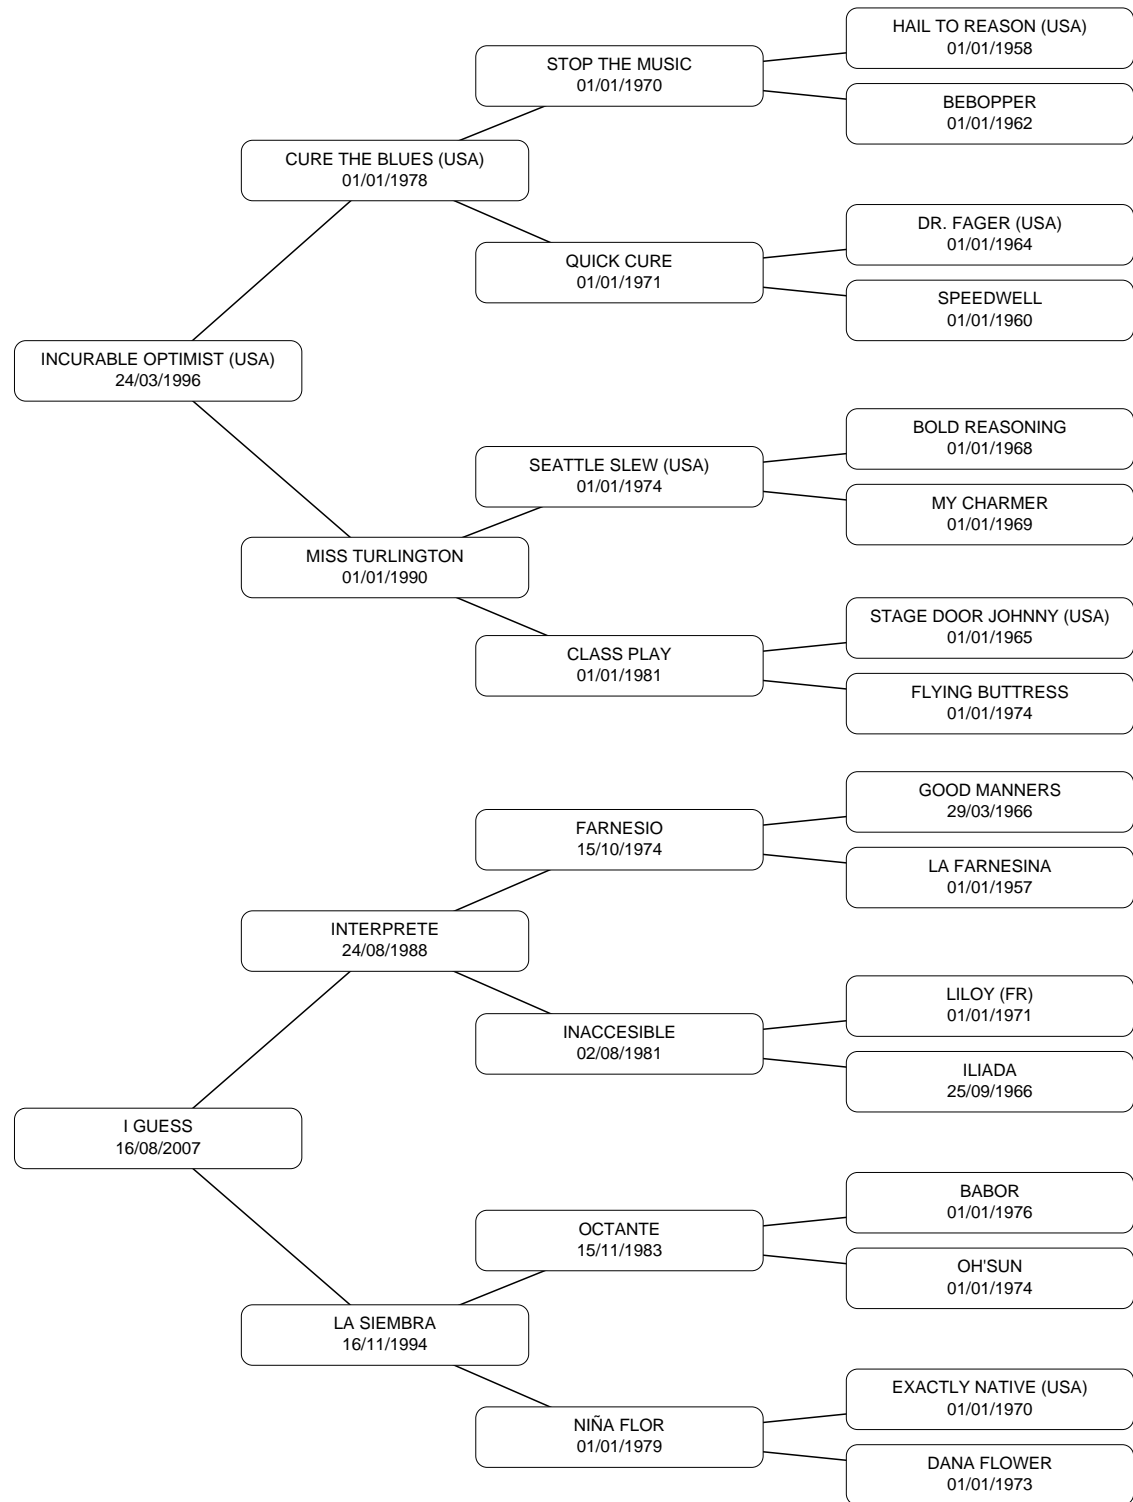 HAIL TO REASON (USA)
01/01/1958
STOP THE MUSIC
01/01/1970
BEBOPPER
01/01/1962
CURE THE BLUES (USA)
01/01/1978
DR. FAGER (USA)
01/01/1964
QUICK CURE
01/01/1971
SPEEDWELL
01/01/1960
INCURABLE OPTIMIST (USA)
24/03/1996
BOLD REASONING
01/01/1968
SEATTLE SLEW (USA)
01/01/1974
MY CHARMER
01/01/1969
MISS TURLINGTON
01/01/1990
STAGE DOOR JOHNNY (USA)
01/01/1965
CLASS PLAY
01/01/1981
FLYING BUTTRESS
01/01/1974
GOOD MANNERS
29/03/1966
FARNESIO
15/10/1974
LA FARNESINA
01/01/1957
INTERPRETE
24/08/1988
LILOY (FR)
01/01/1971
INACCESIBLE
02/08/1981
ILIADA
25/09/1966
I GUESS
16/08/2007
BABOR
01/01/1976
OCTANTE
15/11/1983
OH'SUN
01/01/1974
LA SIEMBRA
16/11/1994
EXACTLY NATIVE (USA)
01/01/1970
NIÑA FLOR
01/01/1979
DANA FLOWER
01/01/1973